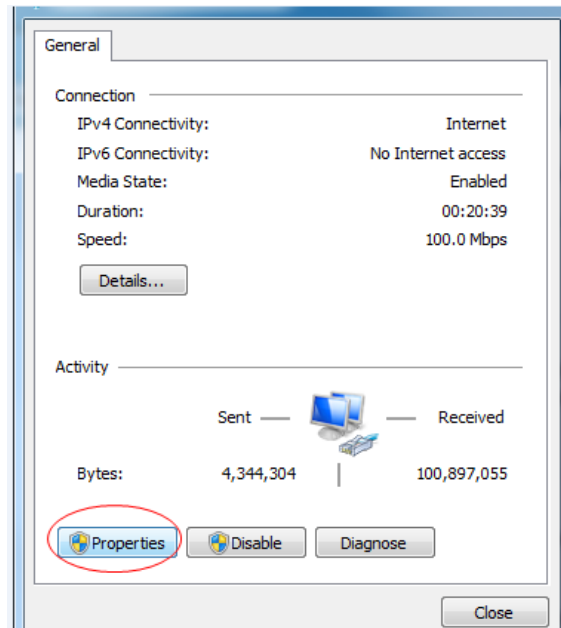 General
Connection
IPv4 Connectivity: Internet
IPv6 Connectivity: No Internet access
Media State: Enabled
Duration: 00:20:39
Speed: 100.0 Mbps
Details...
Activity
Sent Received
Bytes: 4,344,304 100,897,055
Properties Disable Diagnose
Close